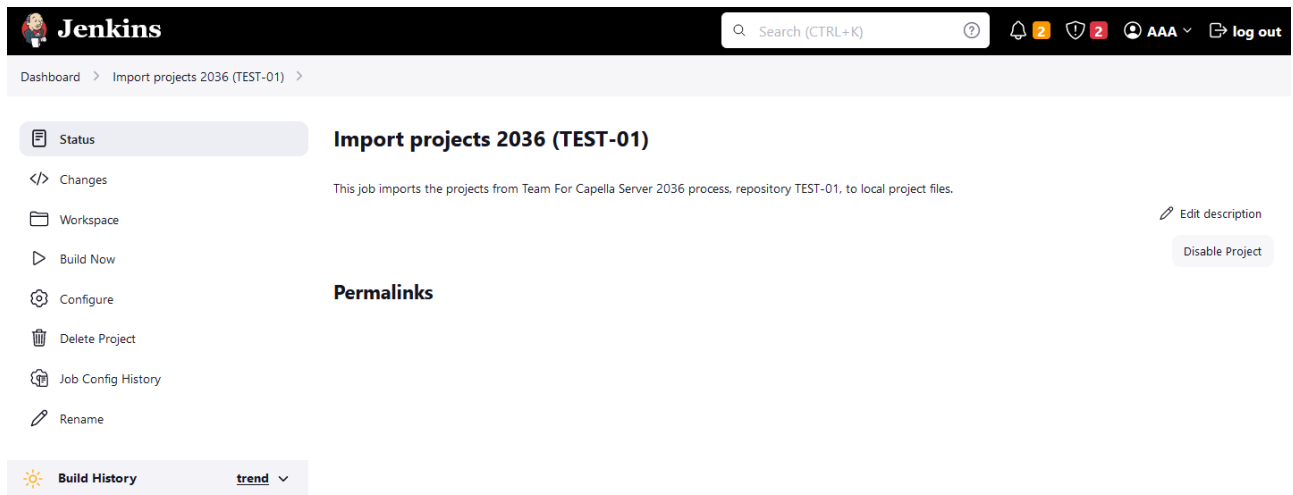 Jenkins
Search (CTRL+K)
2
2
AAA
log out
Dashboard
Import projects 2036 (TEST-01)
Status
Changes
Workspace
Build Now
Configure
Delete Project
Job Config History
Rename
Build History
trend
Import projects 2036 (TEST-01)
This job imports the projects from Team For Capella Server 2036 process, repository TEST-01, to local project files.
Edit description
Disable Project
Permalinks